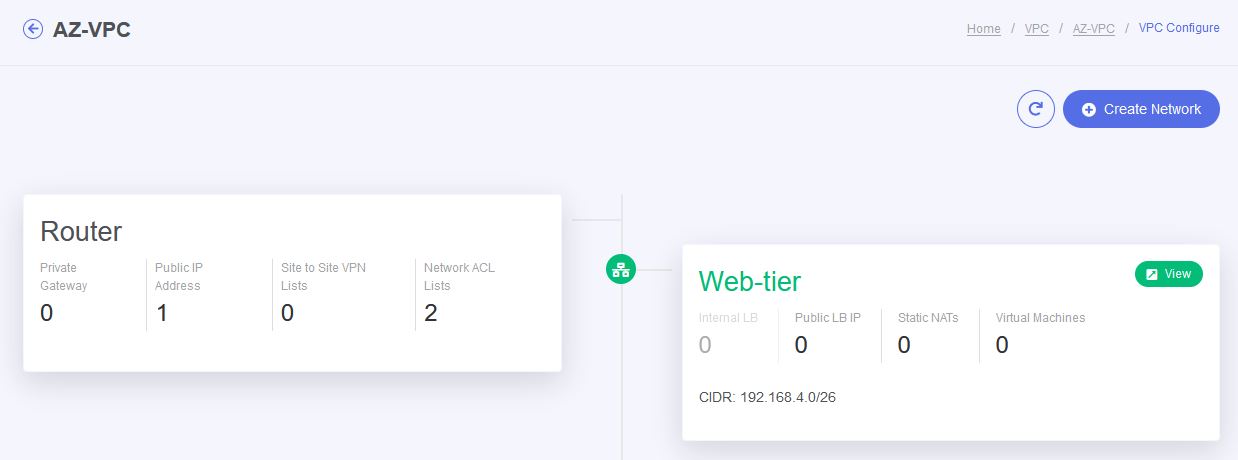 AZ-VPC
Home / VPC / AZ-VPC / VPC Configure
Create Network
Router
Private Gateway
0
Public IP Address
1
Site to Site VPN Lists
0
Network ACL Lists
2
Web-tier
View
Internal LB
0
Public LB IP
0
Static NATs
0
Virtual Machines
0
CIDR: 192.168.4.0/26